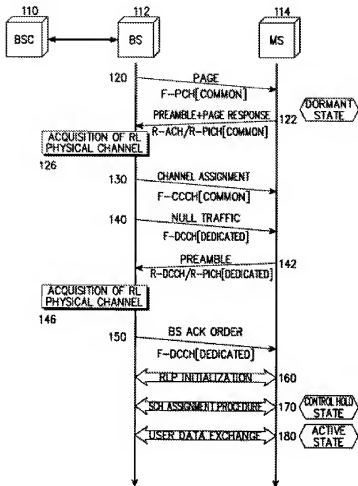 110
112
114
BSC
BS
MS
120
PAGE
F-PCH[COMMON]
PREAMBLE+PAGE RESPONSE
122
DORMANT
STATE
R-ACH/R-PICH[COMMON]
ACQUISITION OF RL
PHYSICAL CHANNEL
126
130
CHANNEL ASSIGNMENT
F-CCCH[COMMON]
140
NULL TRAFFIC
F-DCCH[DEDICATED]
PREAMBLE
142
R-DCCH/R-PICH[DEDICATED]
ACQUISITION OF RL
PHYSICAL CHANNEL
146
150
BS ACK ORDER
F-DCCH[DEDICATED]
RLP INITIALIZATION
160
SCH ASSIGNMENT PROCEDURE
170
CONTROL HOLD
STATE
USER DATA EXCHANGE
180
ACTIVE
STATE